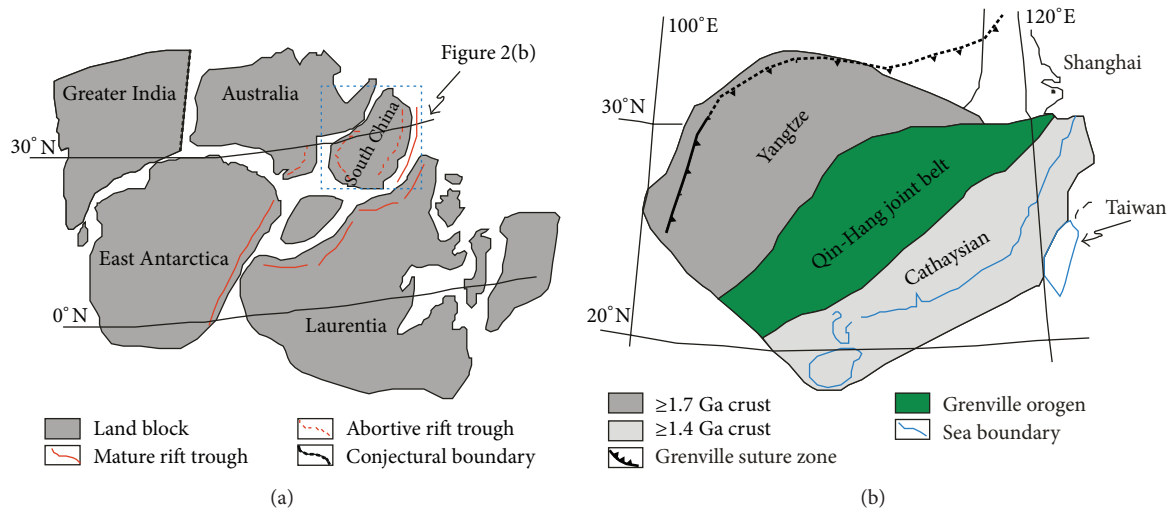 Figure 2(b)
Greater India
Australia
South China
30° N
East Antarctica
0° N
Laurentia
Land block
Mature rift trough
Abortive rift trough
Conjectural boundary
(a)
100° E
120° E
Shanghai
30° N
Yangtze
Qin-Hang joint belt
Taiwan
Cathaysian
20° N
≥1.7 Ga crust
≥1.4 Ga crust
Grenville suture zone
Grenville orogen
Sea boundary
(b)